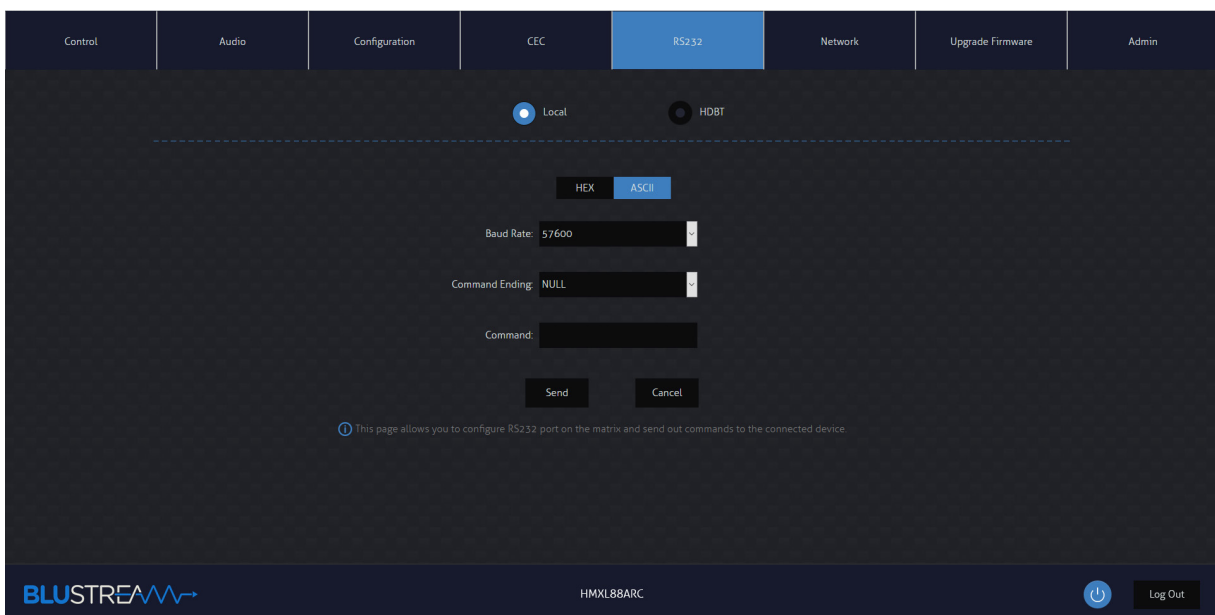 Control Audio Configuration CEC RS232 Network Upgrade Firmware Admin
Local HDBT
HEX ASCII
Baud Rate: 57600
Command Ending: NULL
Command:
Send Cancel
This page allows you to configure RS232 port on the matrix and send out commands to the connected device.
BLUSTREAM HMXL88ARC Log Out